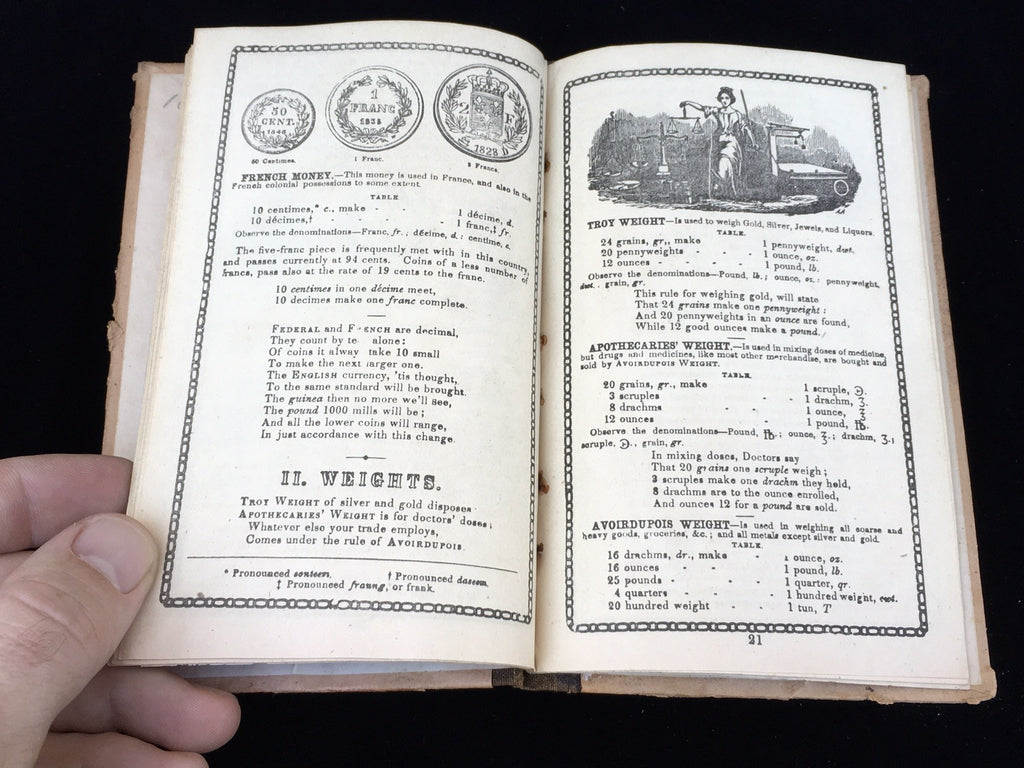 50
CENT.
1846
1
FRANC
1835
2 F
1828 D
50 Centimes.
1 Franc.
2 Francs.
FRENCH MONEY.—This money is used in France, and also in the
French colonial possessions to some extent.
TABLE
10 centimes,* c., make - - 1 décime, d.
10 décimes,† - - 1 franc,‡ fr.
Observe the denominations—Franc, fr.; décime, d.; centime, c.
The five-franc piece is frequently met with in this country,
and passes currently at 94 cents. Coins of a less number of
francs, pass also at the rate of 19 cents to the franc.
10 centimes in one décime meet,
10 decimes make one franc complete.
FEDERAL and F ENCH are decimal,
They count by te alone:
Of coins it alway take 10 small
To make the next larger one.
The ENGLISH currency, 'tis thought,
To the same standard will be brought.
The guinea then no more we'll see,
The pound 1000 mills will be;
And all the lower coins will range,
In just accordance with this change.
II. WEIGHTS.
TROY WEIGHT of silver and gold disposes
APOTHECARIES' WEIGHT is for doctors' doses;
Whatever else your trade employs,
Comes under the rule of AVOIRDUPOIS.
* Pronounced sonteem. † Pronounced daseem.
‡ Pronounced fraung, or frank.
TROY WEIGHT—Is used to weigh Gold, Silver, Jewels, and Liquors.
TABLE.
24 grains, gr., make 1 pennyweight, dwt.
20 pennyweights - - - 1 ounce, oz.
12 ounces - - - - 1 pound, lb.
Observe the denominations—Pound, lb.; ounce, oz.; pennyweight,
dwt., grain, gr.
This rule for weighing gold, will state
That 24 grains make one pennyweight:
And 20 pennyweights in an ounce are found,
While 12 good ounces make a pound.
APOTHECARIES' WEIGHT.—Is used in mixing doses of medicine,
but drugs and medicines, like most other merchandise, are bought and
sold by AVOIRDUPOIS WEIGHT.
TABLE.
20 grains, gr., make 1 scruple, ℈.
3 scruples - - 1 drachm, ʒ.
8 drachms - - 1 ounce, ℥
12 ounces - - 1 pound, ℔.
Observe the denominations—Pound, ℔.; ounce, ℥.; drachm, ʒ.;
scruple, ℈., grain, gr.
In mixing doses, Doctors say
That 20 grains one scruple weigh;
3 scruples make one drachm they hold,
8 drachms are to the ounce enrolled,
And ounces 12 for a pound are sold.
AVOIRDUPOIS WEIGHT—Is used in weighing all coarse and
heavy goods, groceries, &c.; and all metals except silver and gold.
TABLE.
16 drachms, dr., make - 1 ounce, oz.
16 ounces - - - 1 pound, lb.
25 pounds - - - 1 quarter, qr.
4 quarters - - - 1 hundred weight, cwt.
20 hundred weight - - 1 tun, T
21